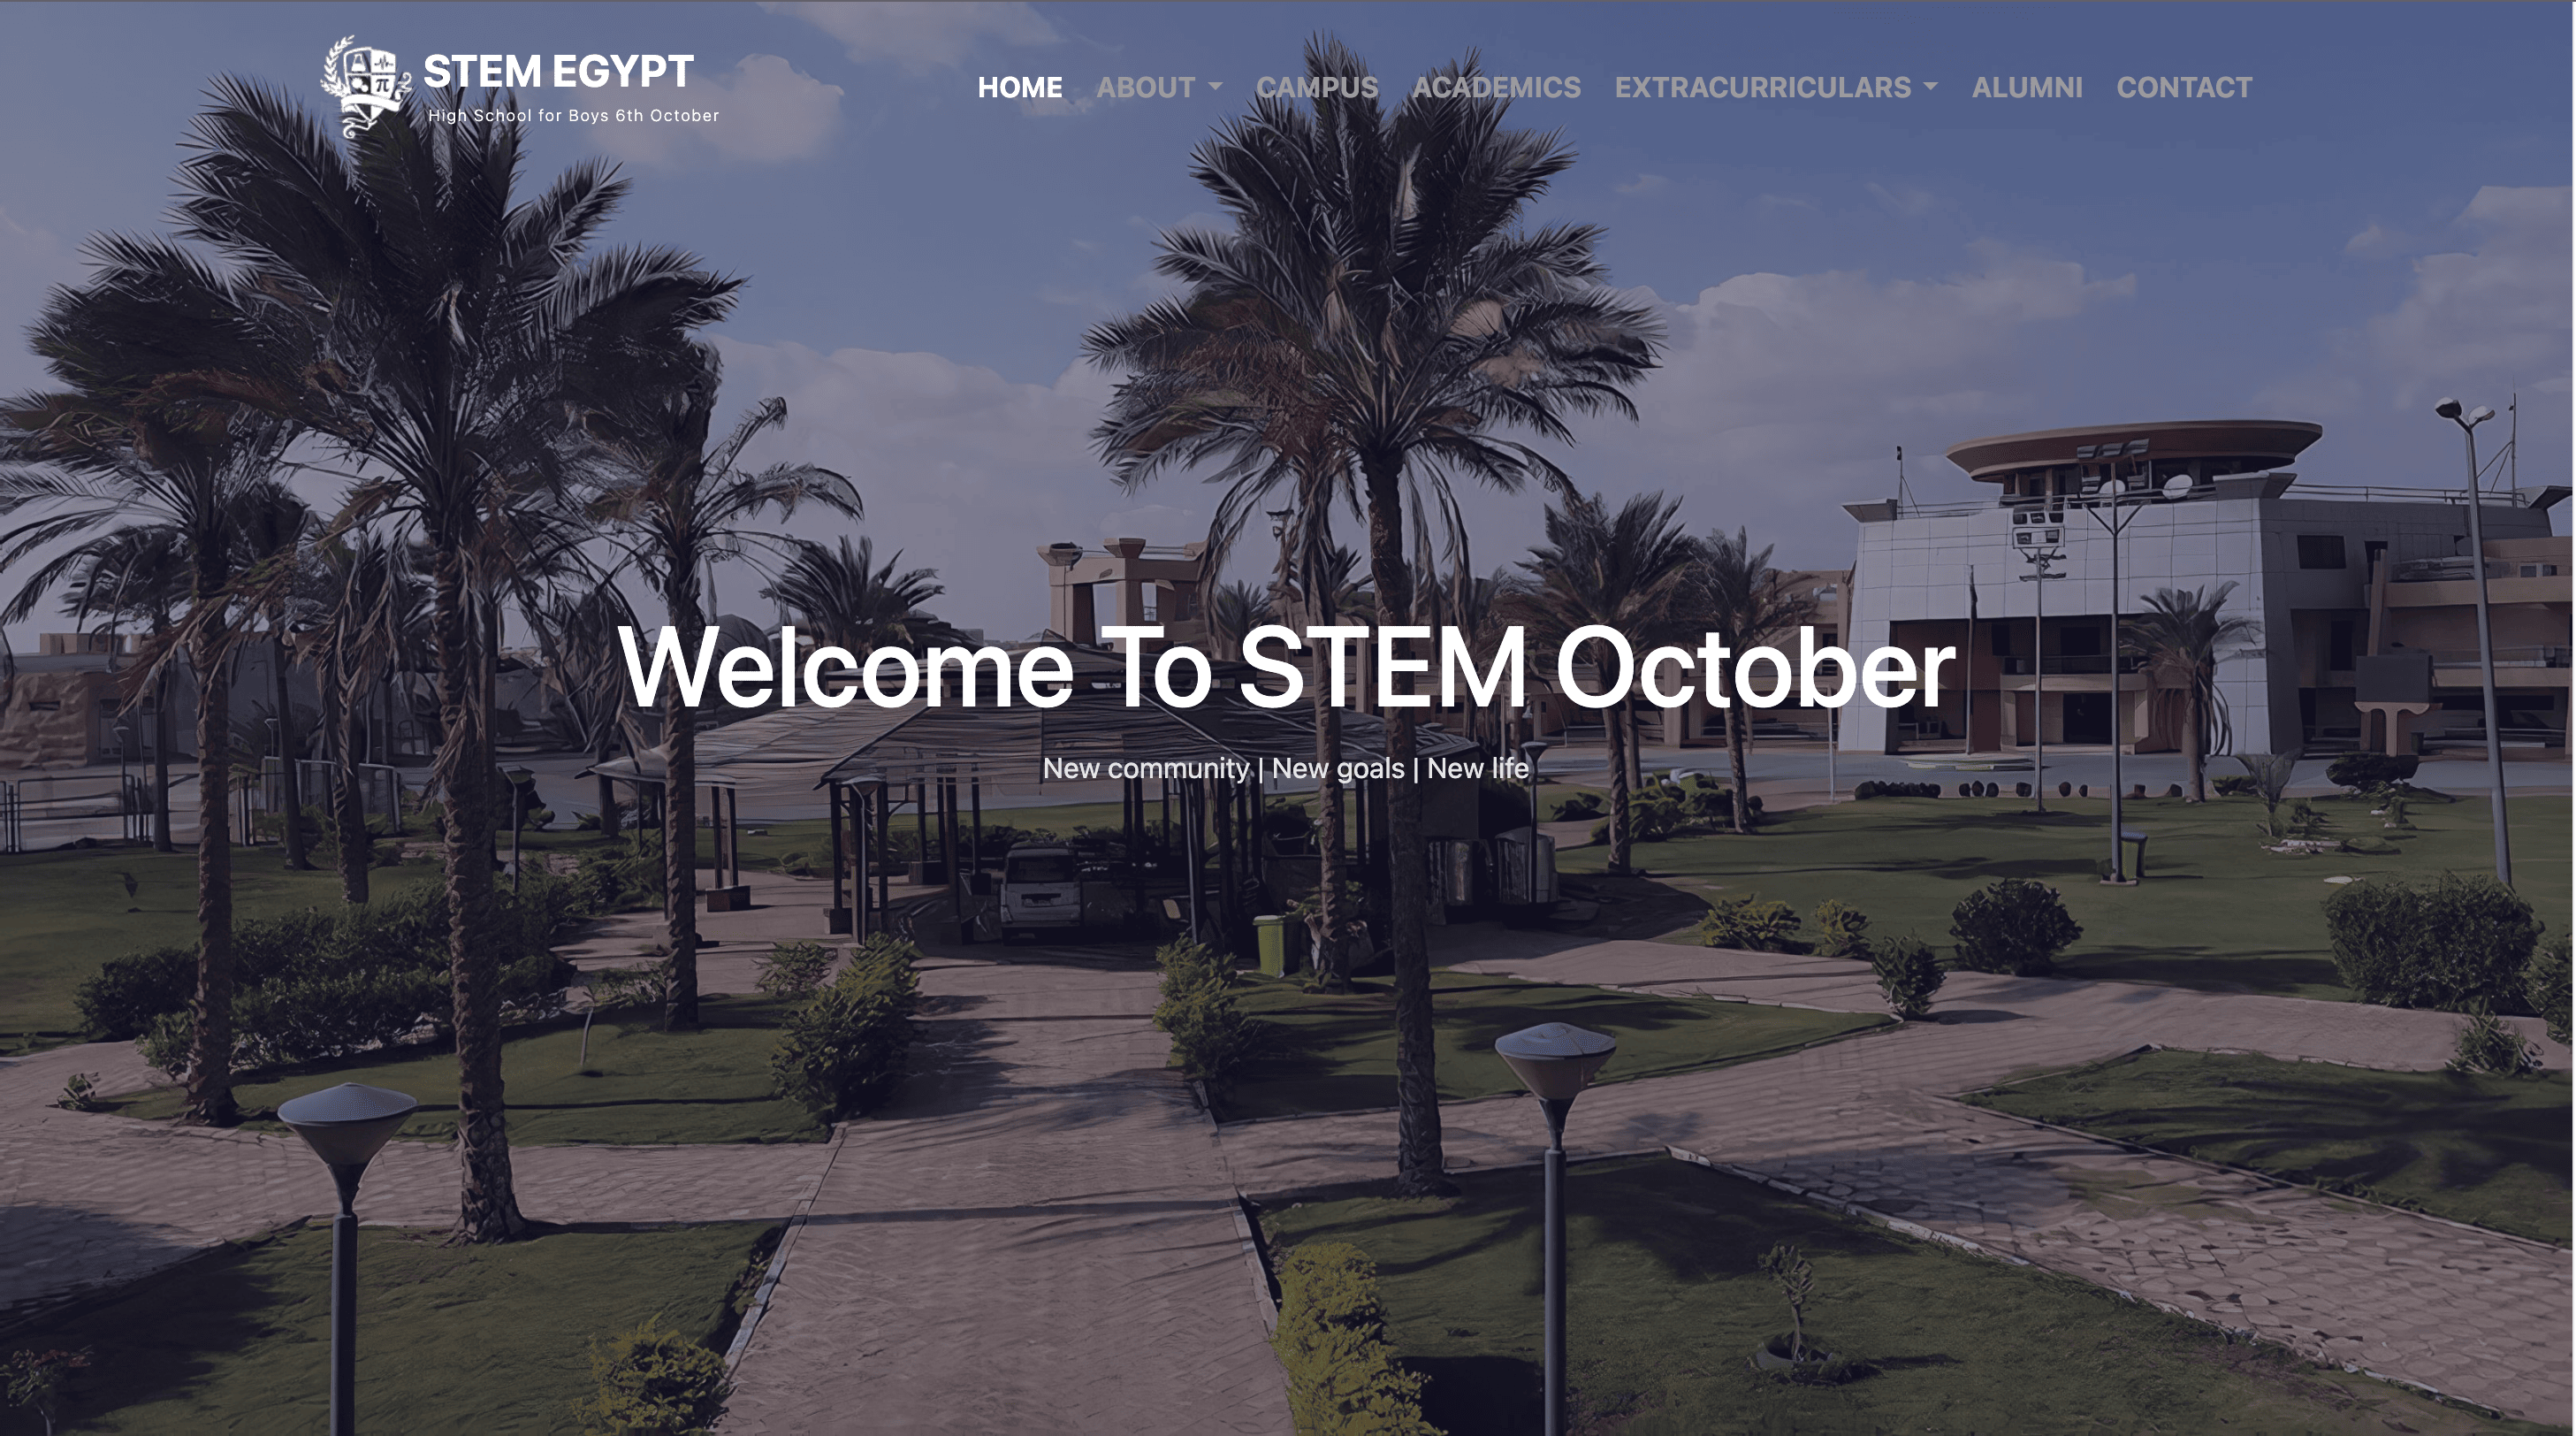 STEM EGYPT
High School for Boys 6th October
HOME ABOUT CAMPUS ACADEMICS EXTRACURRICULARS ALUMNI CONTACT
Welcome To STEM October
New community | New goals | New life